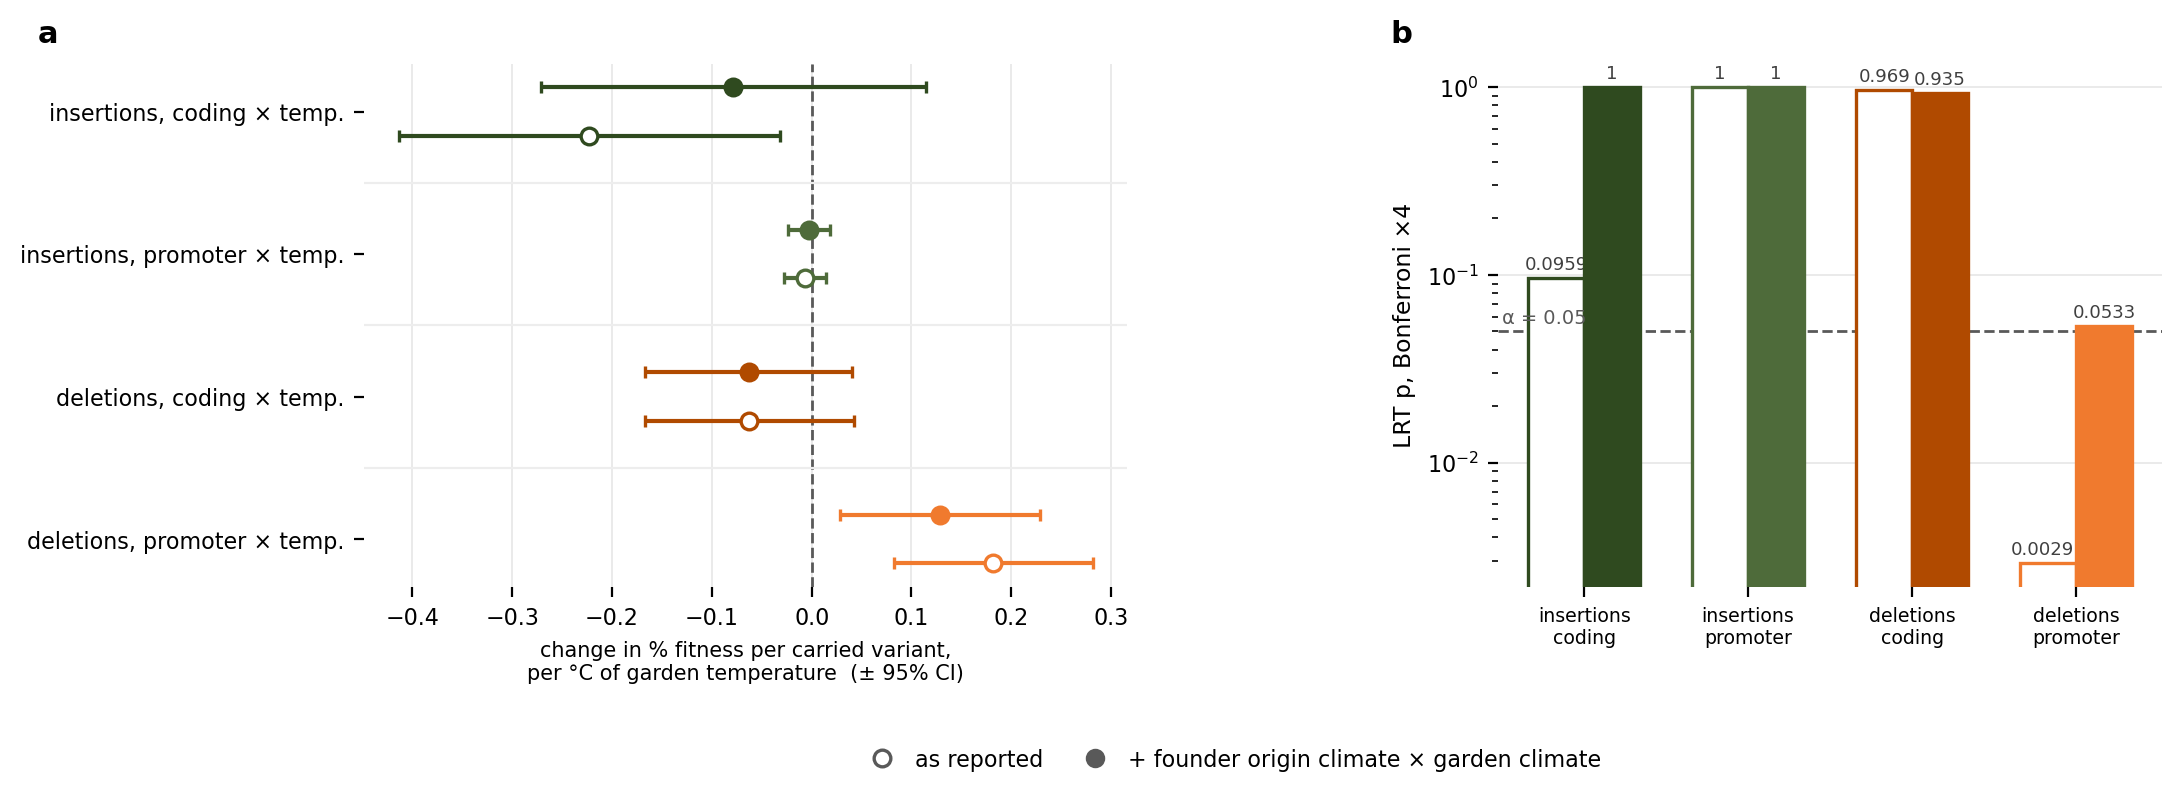 a
insertions, coding × temp.
insertions, promoter × temp.
deletions, coding × temp.
deletions, promoter × temp.
−0.4 −0.3 −0.2 −0.1 0.0 0.1 0.2 0.3
change in % fitness per carried variant,
per °C of garden temperature (± 95% CI)
b
LRT p, Bonferroni ×4
10⁰
10⁻¹
10⁻²
1 1 1 0.969 0.935
0.0959
α = 0.05
0.0533
0.0029
insertions coding
insertions promoter
deletions coding
deletions promoter
as reported
+ founder origin climate × garden climate